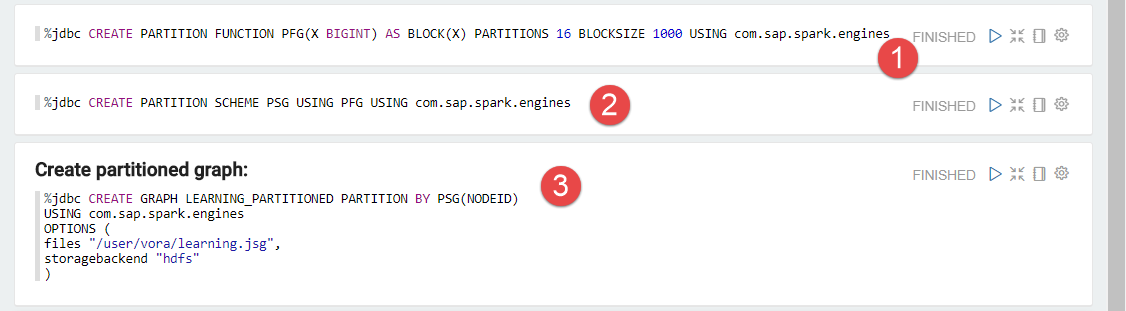 %jdbc CREATE PARTITION FUNCTION PFG(X BIGINT) AS BLOCK(X) PARTITIONS 16 BLOCKSIZE 1000 USING com.sap.spark.engines
FINISHED
1
%jdbc CREATE PARTITION SCHEME PSG USING PFG USING com.sap.spark.engines
2
FINISHED
Create partitioned graph:
3
FINISHED
%jdbc CREATE GRAPH LEARNING_PARTITIONED PARTITION BY PSG(NODEID)
USING com.sap.spark.engines
OPTIONS (
files "/user/vora/learning.jsg",
storagebackend "hdfs"
)